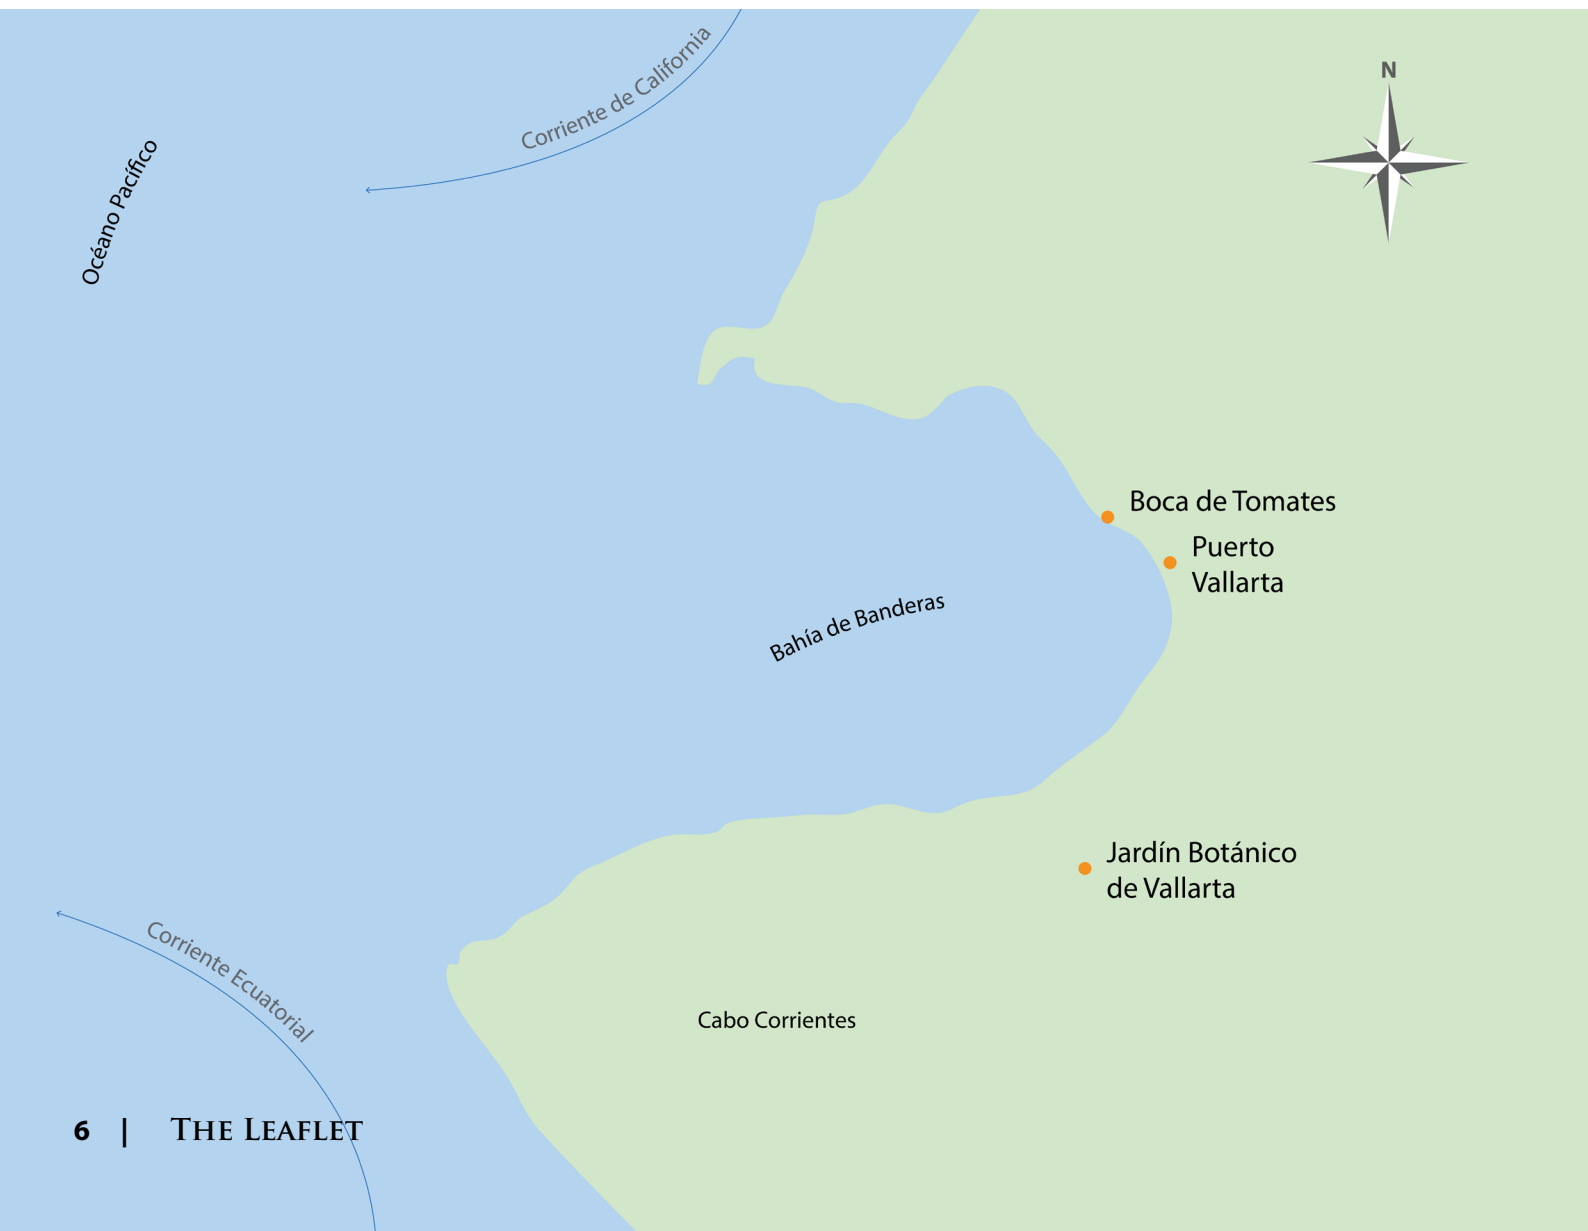 Corriente de California
N
Océano Pacífico
Boca de Tomates
Puerto
Vallarta
Bahía de Banderas
Jardín Botánico
de Vallarta
Corriente Ecuatorial
Cabo Corrientes
6 | The Leaflet